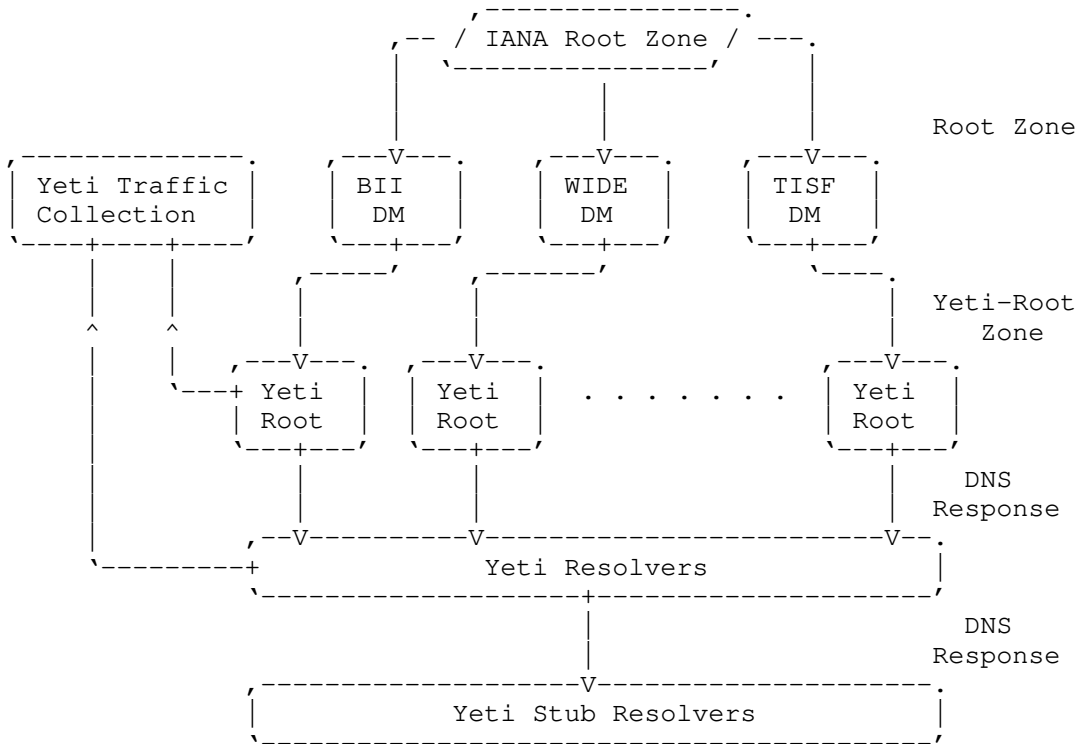 IANA Root Zone
Root Zone
Yeti Traffic BII WIDE TISF
Collection DM DM DM
Yeti-Root
Zone
Yeti Yeti . . . . . . . Yeti
Root Root Root
DNS
Response
Yeti Resolvers
DNS
Response
Yeti Stub Resolvers